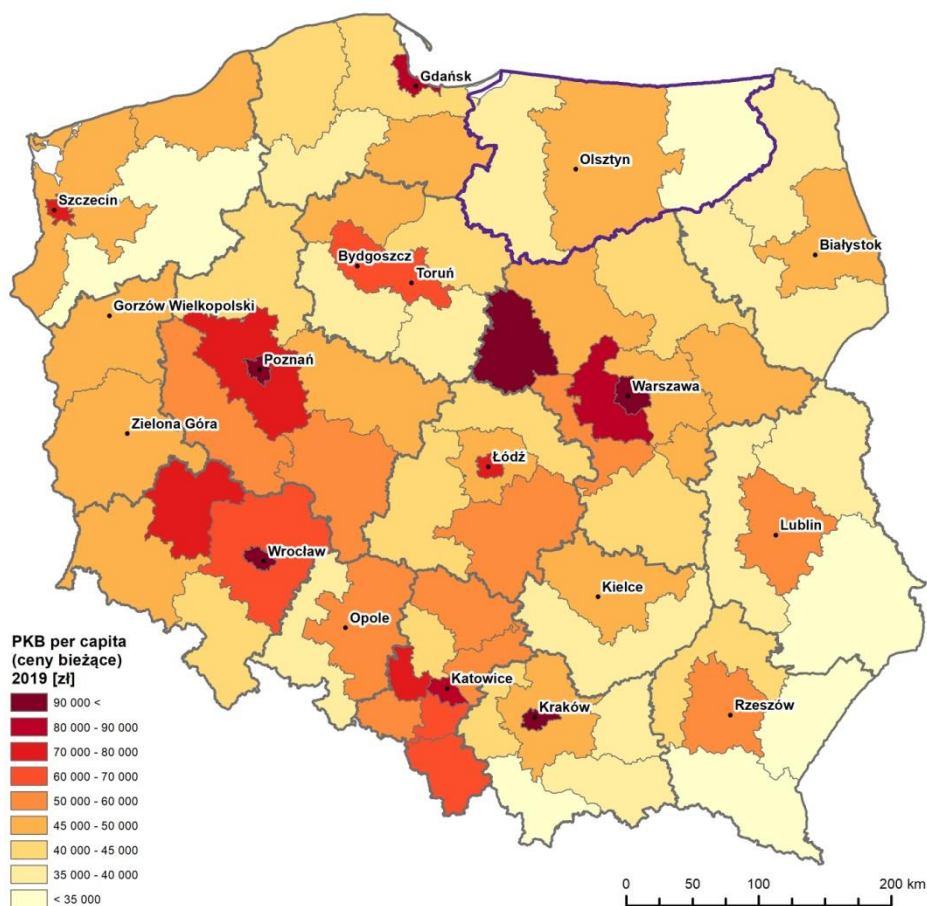 Gdańsk
Olsztyn
Szczecin
Białystok
Bydgoszcz
Toruń
Gorzów Wielkopolski
Poznań
Warszawa
Zielona Góra
Łódź
Lublin
Wrocław
Kielce
Opole
Katowice
Kraków
Rzeszów
PKB per capita
(ceny bieżące)
2019 [zł]
90 000 <
80 000 - 90 000
70 000 - 80 000
60 000 - 70 000
50 000 - 60 000
45 000 - 50 000
40 000 - 45 000
35 000 - 40 000
< 35 000
0 50 100 200 km